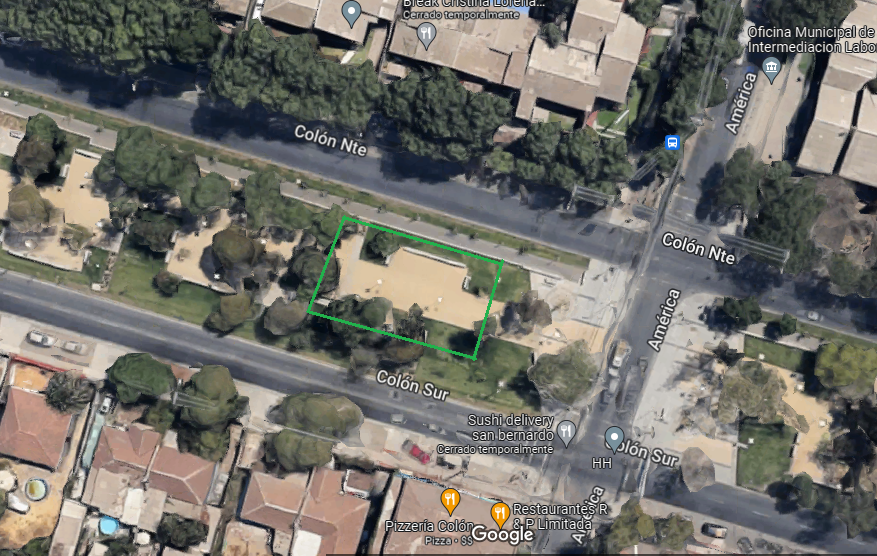 Break Cristina Lorena...
Cerrado temporalmente
Oficina Municipal de
Intermediacion Labor
América
Colón Nte
Colón Nte
América
Colón Sur
Sushi delivery
san bernardo
Cerrado temporalmente
HH
Colón Sur
América
Restaurantes R
& P Limitada
Pizzería Colón
Pizza · $$
Google